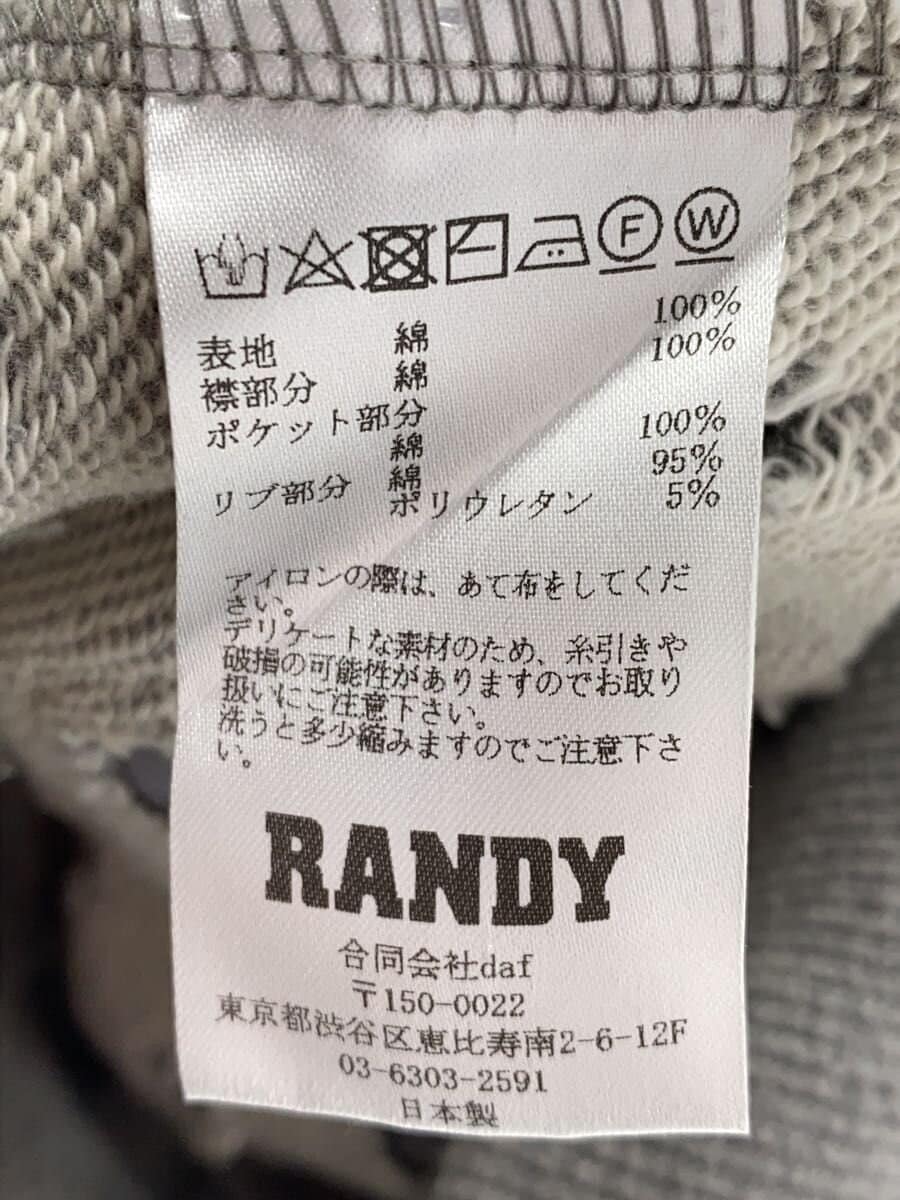 F W
表地 綿 100%
襟部分 綿 100%
ポケット部分
綿 100%
リブ部分 綿 95%
ポリウレタン 5%
アイロンの際は、あて布をしてくだ
さい。
デリケートな素材のため、糸引きや
破損の可能性がありますのでお取り
扱いにご注意下さい。
洗うと多少縮みますのでご注意下さ
い。
RANDY
合同会社daf
〒150-0022
東京都渋谷区恵比寿南2-6-12F
03-6303-2591
日本製